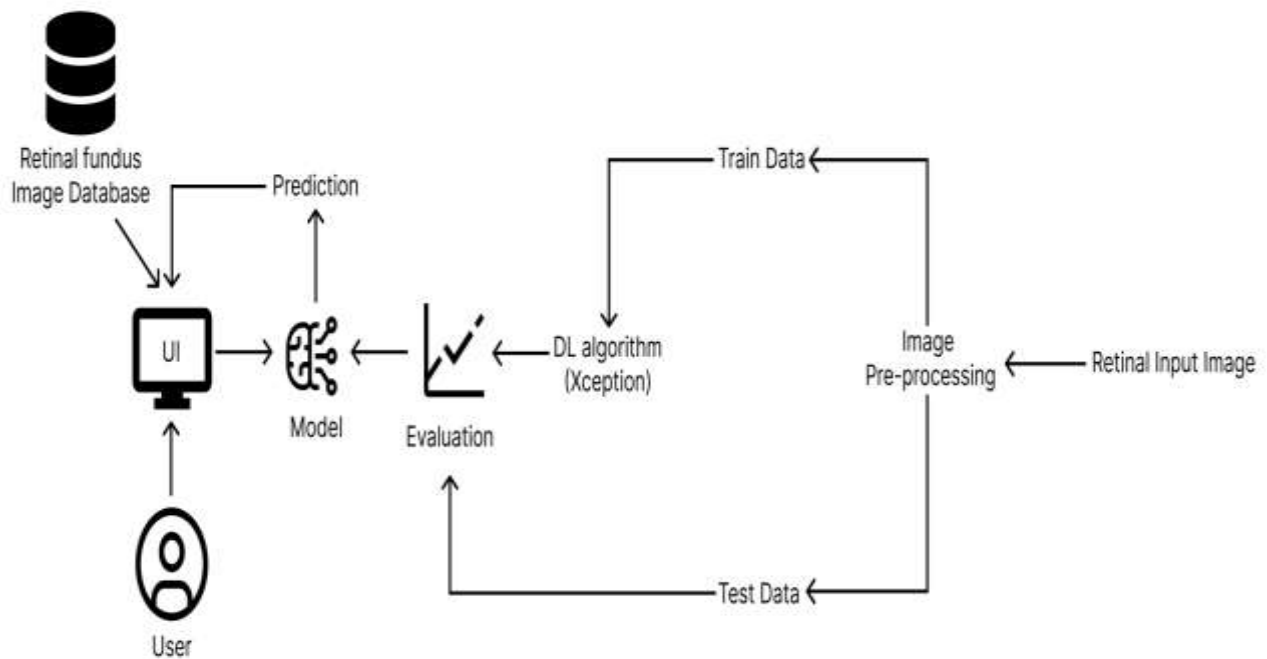 Retinal fundus
Image Database
Prediction
Train Data
UI
Model
Evaluation
DL algorithm
(Xception)
Image
Pre-processing
Retinal Input Image
Test Data
User